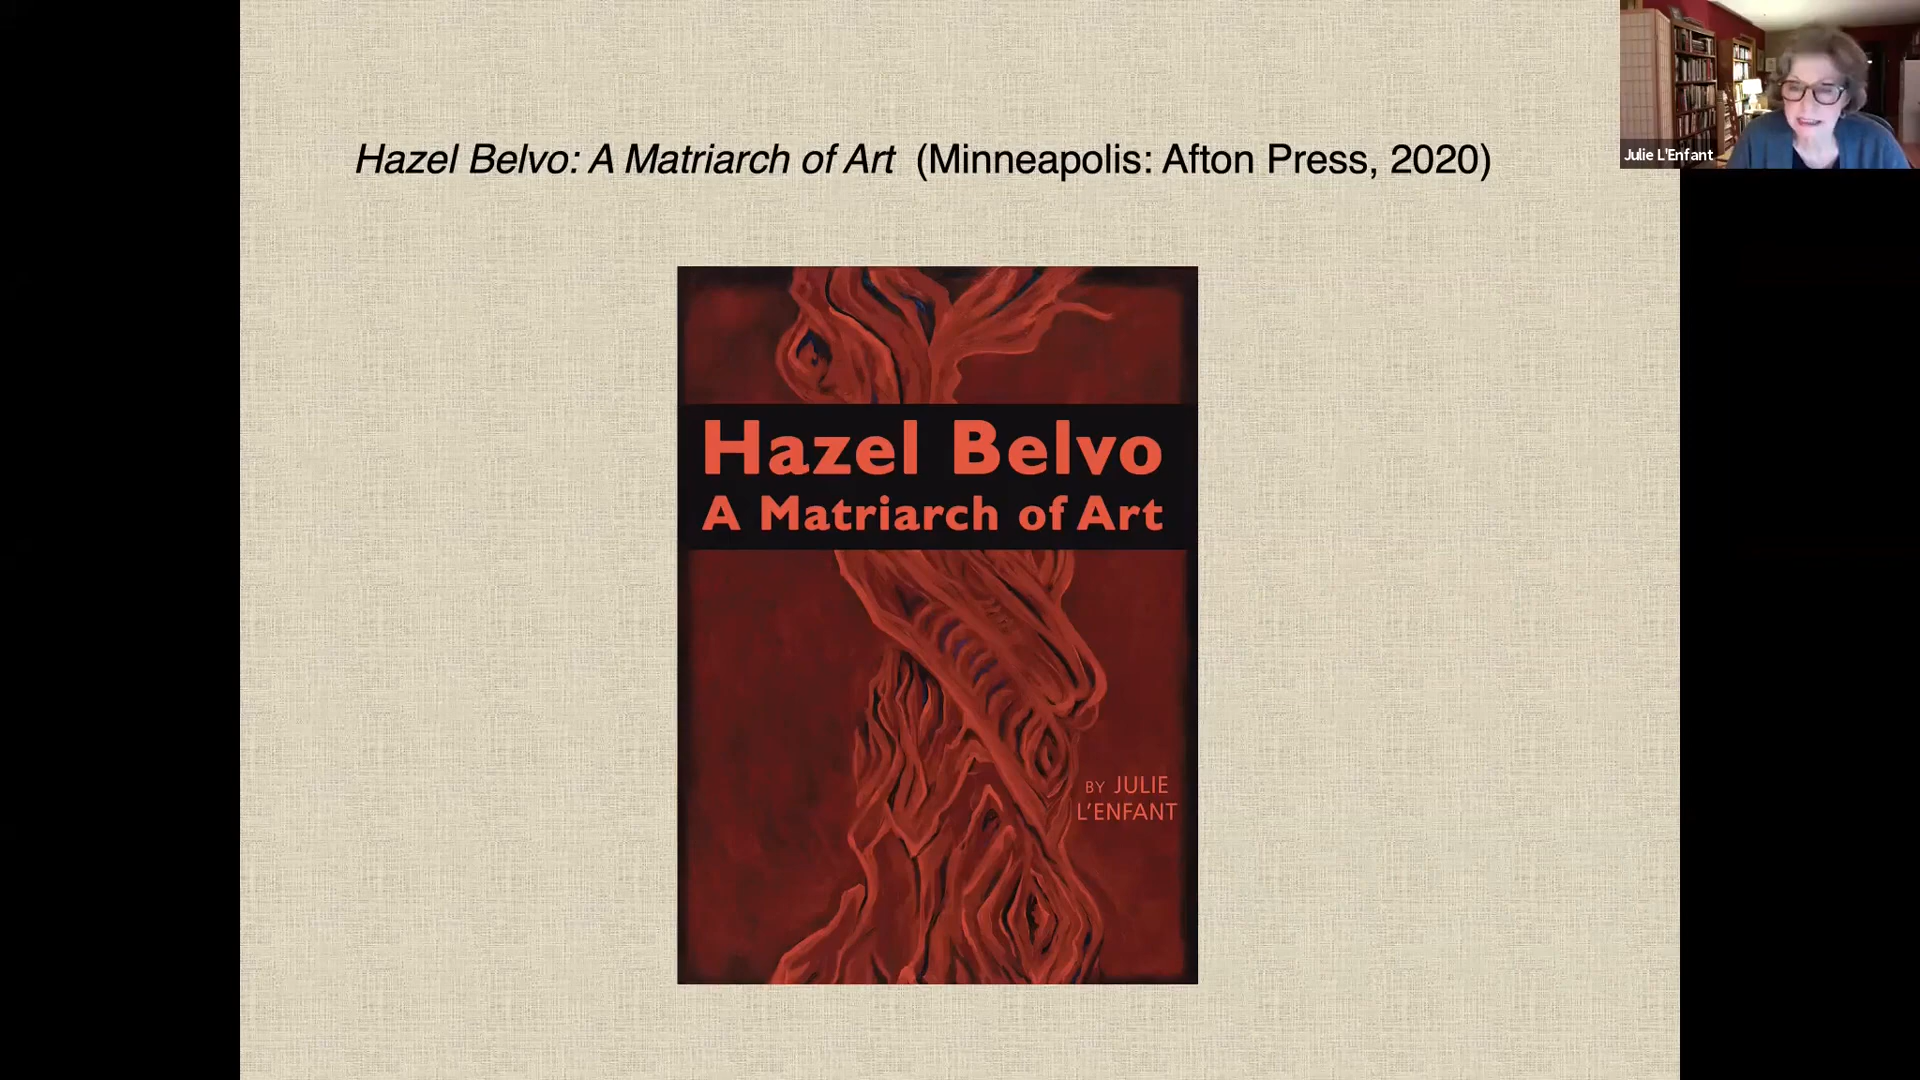 Hazel Belvo: A Matriarch of Art (Minneapolis: Afton Press, 2020)
Julie L'Enfant
Hazel Belvo
A Matriarch of Art
BY JULIE
L'ENFANT